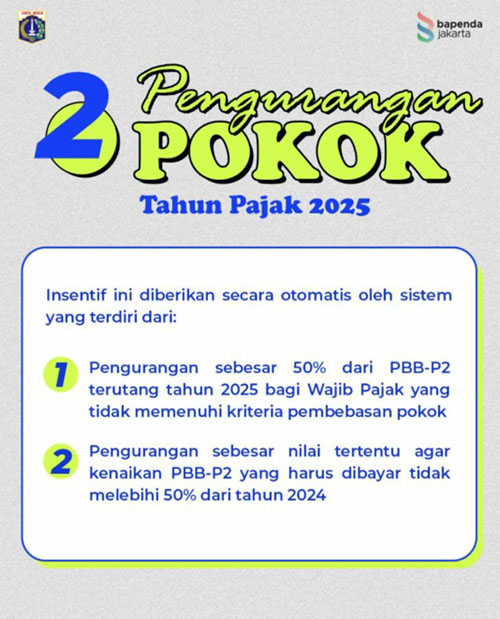 JAYA RAYA
bapenda
jakarta
2 Pengurangan
POKOK
Tahun Pajak 2025
Insentif ini diberikan secara otomatis oleh sistem
yang terdiri dari:
1 Pengurangan sebesar 50% dari PBB-P2
terutang tahun 2025 bagi Wajib Pajak yang
tidak memenuhi kriteria pembebasan pokok
2 Pengurangan sebesar nilai tertentu agar
kenaikan PBB-P2 yang harus dibayar tidak
melebihi 50% dari tahun 2024